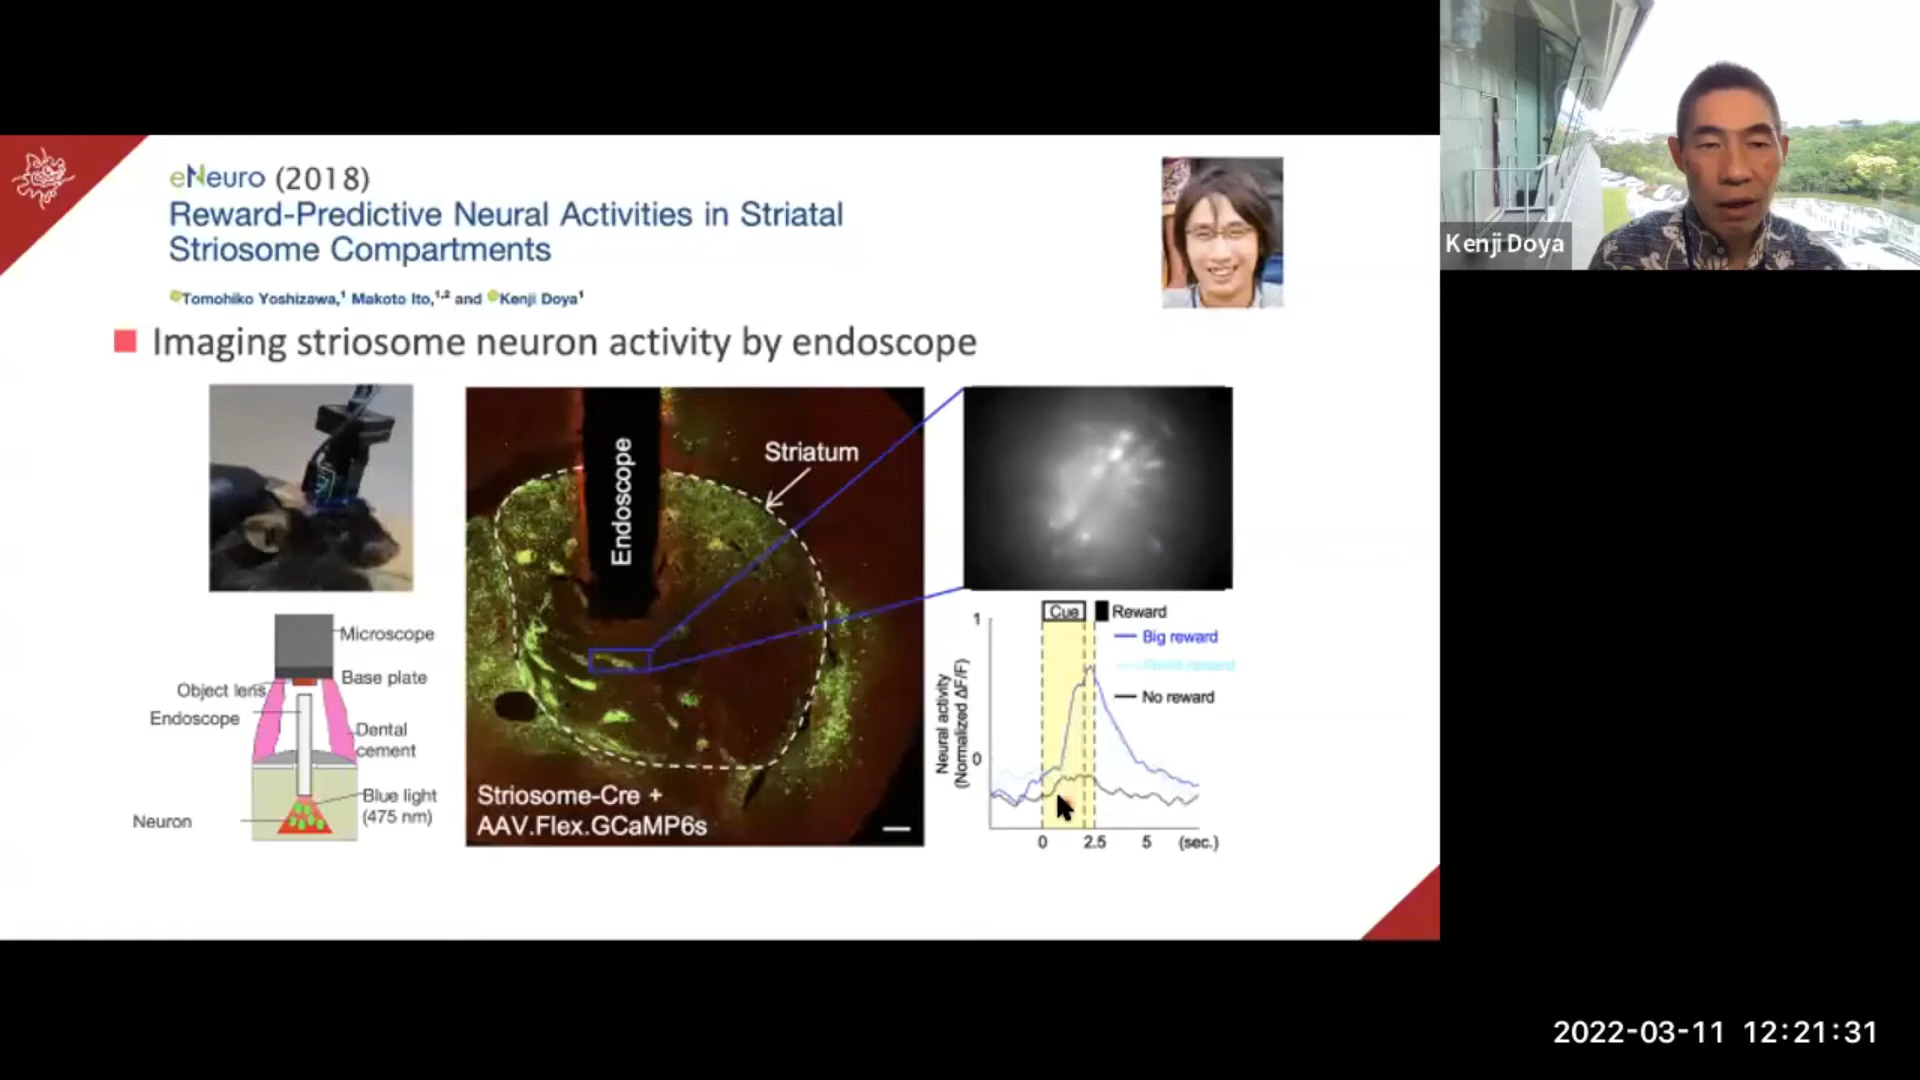 eNeuro (2018)
Reward-Predictive Neural Activities in Striatal
Striosome Compartments
Tomohiko Yoshizawa,¹ Makoto Ito,¹,² and Kenji Doya¹
Imaging striosome neuron activity by endoscope
Microscope
Base plate
Object lens
Endoscope
Dental
cement
Blue light
(475 nm)
Neuron
Endoscope
Striatum
Striosome-Cre +
AAV.Flex.GCaMP6s
Cue
Reward
Big reward
reward
No reward
Neural activity
(Normalized ΔF/F)
1
0
0 2.5 5 (sec.)
Kenji Doya
2022-03-11 12:21:31